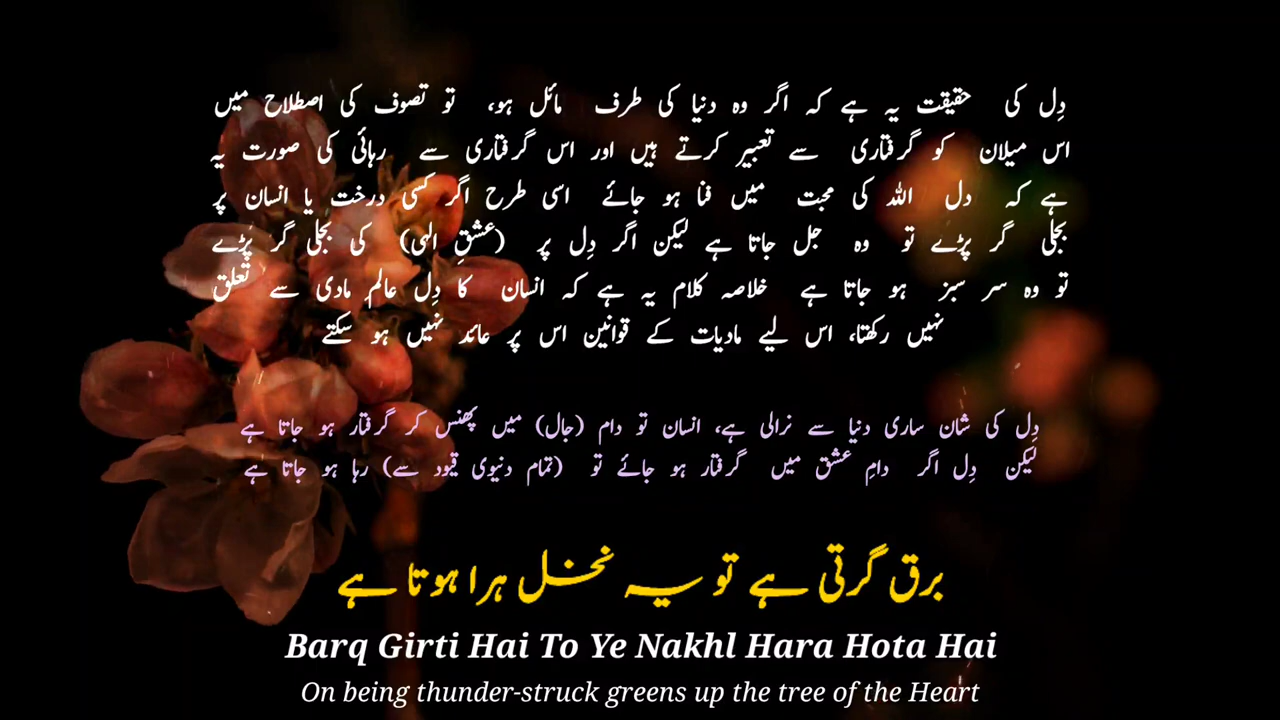 دِل کی حقیقت یہ ہے کہ اگر وہ دنیا کی طرف مائل ہو، تو تصوف کی اصطلاح میں
اس میلان کو گرفتاری سے تعبیر کرتے ہیں اور اس گرفتاری سے رہائی کی صورت یہ
ہے کہ دل اللہ کی محبت میں فنا ہو جائے اسی طرح اگر کسی درخت یا انسان پر
بجلی گر پڑے تو وہ جل جاتا ہے لیکن اگر دِل پر (عشقِ الہی) کی بجلی گر پڑے
تو وہ سر سبز ہو جاتا ہے خلاصہ کلام یہ ہے کہ انسان کا دِل عالم مادی سے تعلق
نہیں رکھتا، اس لیے مادیات کے قوانین اس پر عائد نہیں ہو سکتے
دِل کی شان ساری دنیا سے نرالی ہے، انسان تو دام (جال) میں پھنس کر گرفتار ہو جاتا ہے
لیکن دِل اگر دامِ عشق میں گرفتار ہو جائے تو (تمام دنیوی قیود سے) رہا ہو جاتا ہے
برق گرتی ہے تو یہ نخل ہرا ہوتا ہے
Barq Girti Hai To Ye Nakhl Hara Hota Hai
On being thunder-struck greens up the tree of the Heart